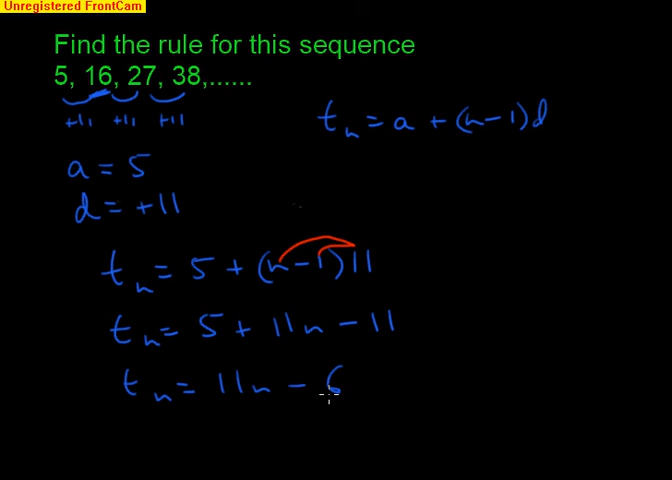 Unregistered FrontCam
Find the rule for this sequence
5, 16, 27, 38,......
+11 +11 +11
tₙ = a + (n - 1)d
a = 5
d = +11
tₙ = 5 + (n - 1)11
tₙ = 5 + 11n - 11
tₙ = 11n - 6